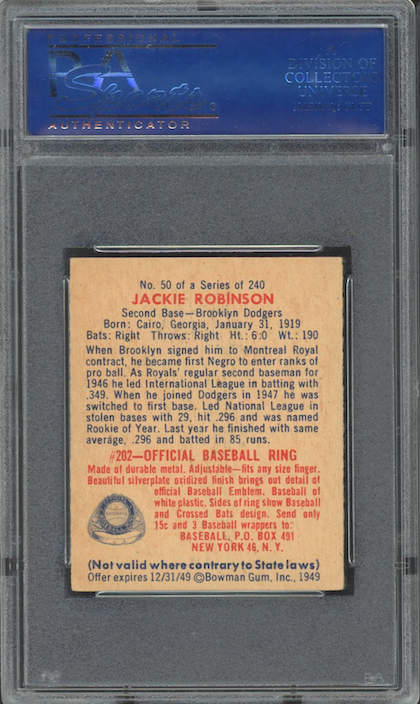 PROFESSIONAL
PSA
Sports
AUTHENTICATOR
A
DIVISION OF
COLLECTORS
UNIVERSE
No. 50 of a Series of 240
JACKIE ROBINSON
Second Base—Brooklyn Dodgers
Born: Cairo, Georgia, January 31, 1919
Bats: Right Throws: Right Ht.: 6:0 Wt.: 190
When Brooklyn signed him to Montreal Royal
contract, he became first Negro to enter ranks of
pro ball. As Royals' regular second baseman for
1946 he led International League in batting with
.349. When he joined Dodgers in 1947 he was
switched to first base. Led National League in
stolen bases with 29, hit .296 and was named
Rookie of Year. Last year he finished with same
average, .296 and batted in 85 runs.
#202—OFFICIAL BASEBALL RING
Made of durable metal. Adjustable—fits any size finger.
Beautiful silverplate oxidized finish brings out detail of
official Baseball Emblem. Baseball of
white plastic. Sides of ring show Baseball
and Crossed Bats design. Send only
15c and 3 Baseball wrappers to:
BASEBALL, P.O. BOX 491
NEW YORK 46, N. Y.
(Not valid where contrary to State laws)
Offer expires 12/31/49 ©Bowman Gum, Inc., 1949